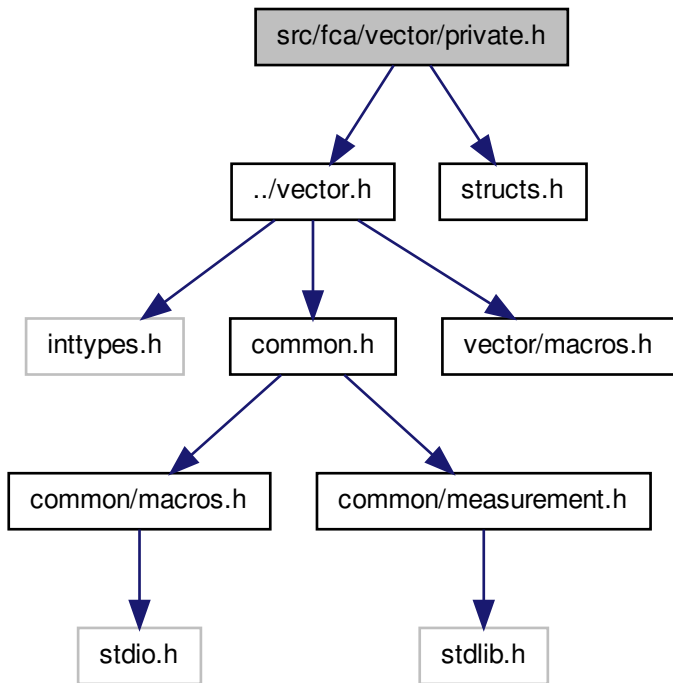 src/fca/vector/private.h
../vector.h
structs.h
inttypes.h
common.h
vector/macros.h
common/macros.h
common/measurement.h
stdio.h
stdlib.h